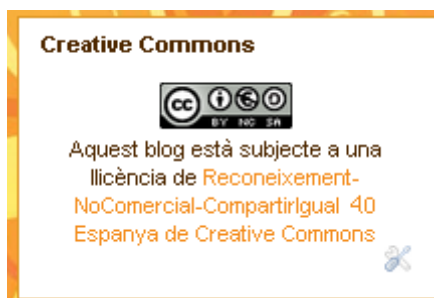 Creative Commons
cc
BY NC SA
Aquest blog està subjecte a una
llicència de Reconeixement-
NoComercial-CompartirIgual 4.0
Espanya de Creative Commons